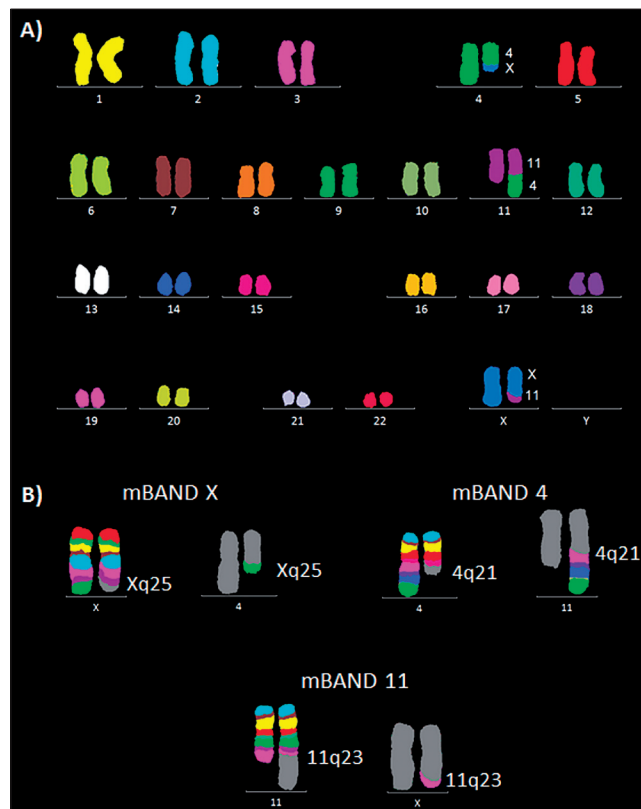 A)
4
X
1 2 3 4 5
11
4
6 7 8 9 10 11 12
13 14 15 16 17 18
X
11
19 20 21 22 X Y
B)
mBAND X mBAND 4
Xq25 Xq25 4q21 4q21
X 4 4 11
mBAND 11
11q23 11q23
11 X